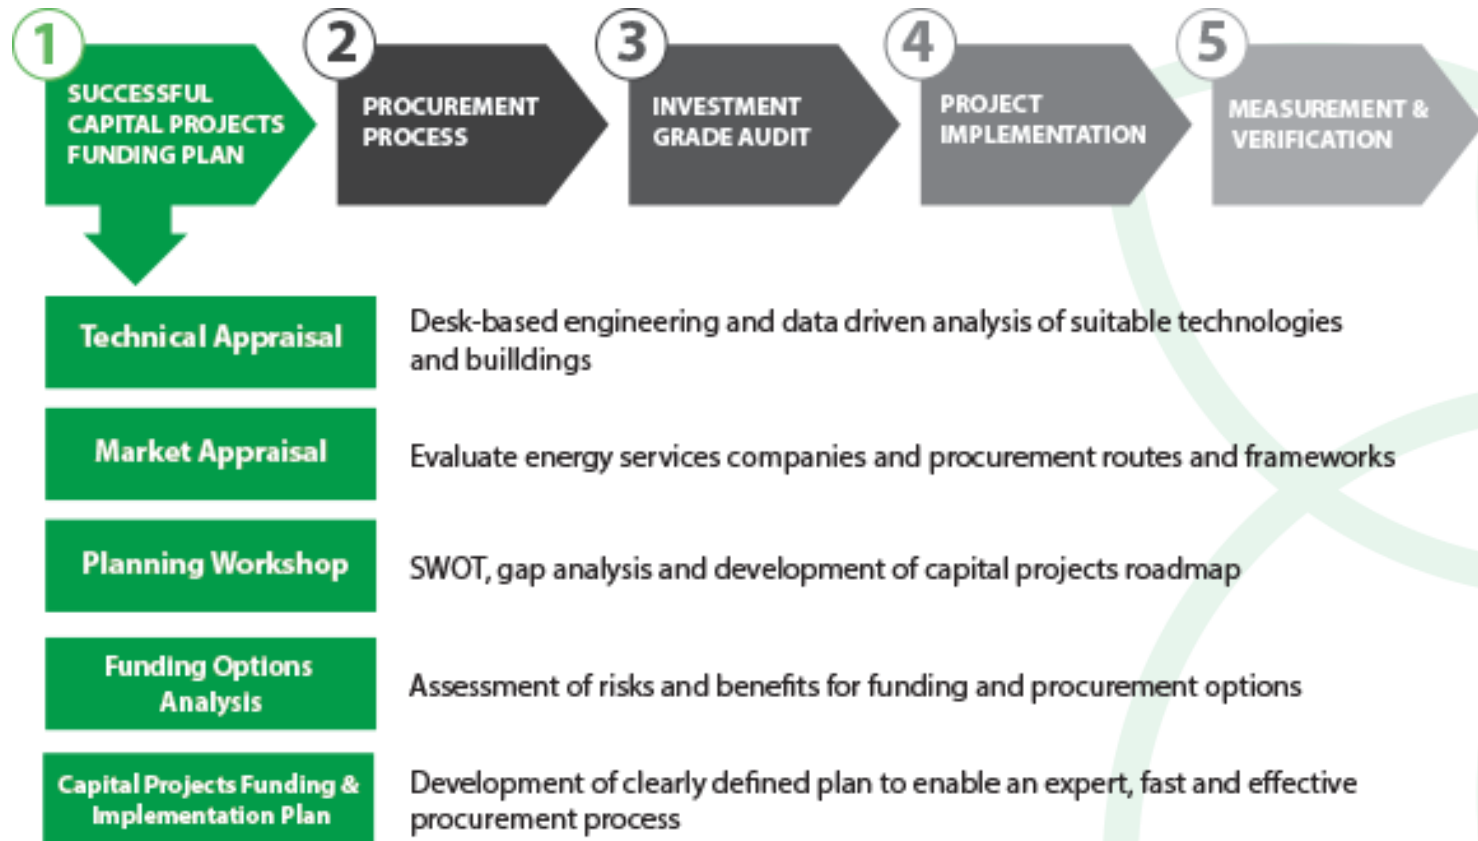 1
SUCCESSFUL
CAPITAL PROJECTS
FUNDING PLAN
2
PROCUREMENT
PROCESS
3
INVESTMENT
GRADE AUDIT
4
PROJECT
IMPLEMENTATION
5
MEASUREMENT &
VERIFICATION
Technical Appraisal
Desk-based engineering and data driven analysis of suitable technologies
and builldings
Market Appraisal
Evaluate energy services companies and procurement routes and frameworks
Planning Workshop
SWOT, gap analysis and development of capital projects roadmap
Funding Options
Analysis
Assessment of risks and benefits for funding and procurement options
Capital Projects Funding &
Implementation Plan
Development of clearly defined plan to enable an expert, fast and effective
procurement process